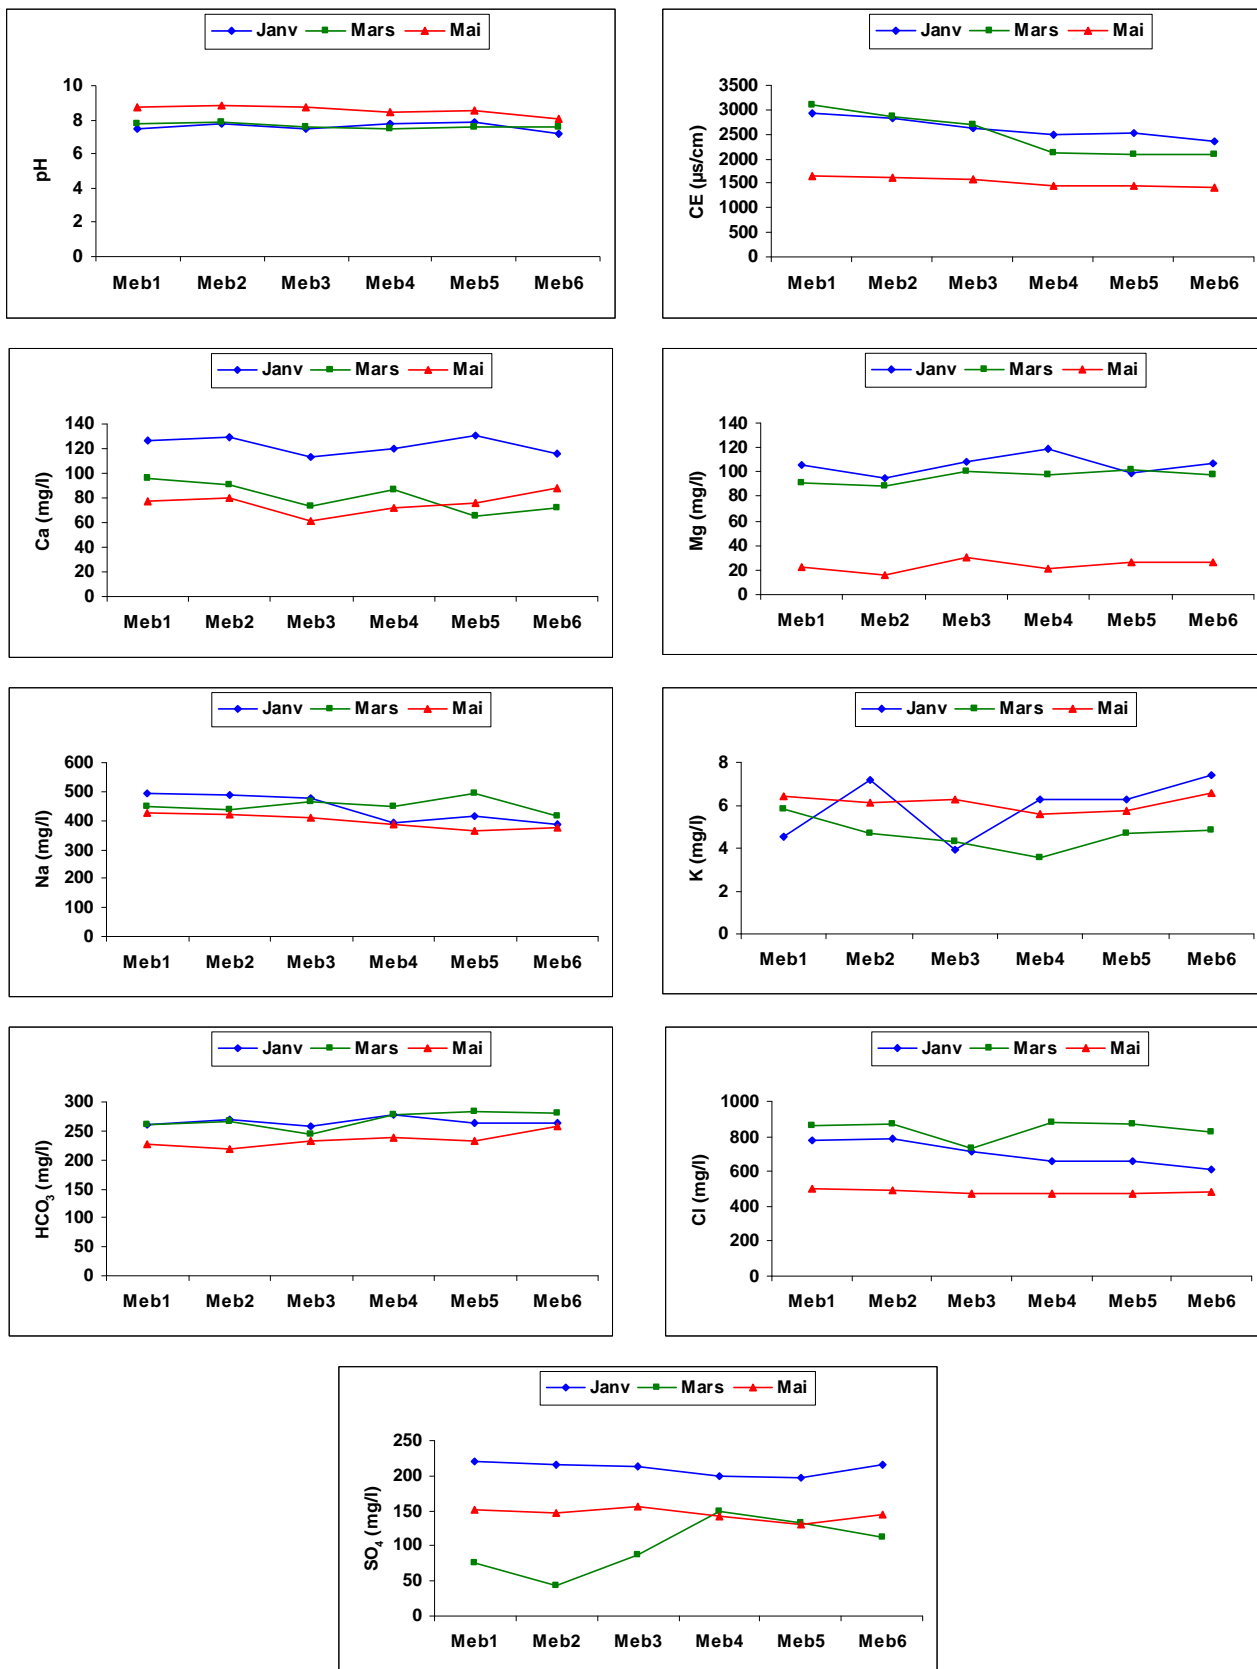 Janv Mars Mai
pH
10
8
6
4
2
0
Meb1 Meb2 Meb3 Meb4 Meb5 Meb6
Janv Mars Mai
CE (µs/cm)
3500
3000
2500
2000
1500
1000
500
0
Meb1 Meb2 Meb3 Meb4 Meb5 Meb6
Janv Mars Mai
Ca (mg/l)
140
120
100
80
60
40
20
0
Meb1 Meb2 Meb3 Meb4 Meb5 Meb6
Janv Mars Mai
Mg (mg/l)
140
120
100
80
60
40
20
0
Meb1 Meb2 Meb3 Meb4 Meb5 Meb6
Janv Mars Mai
Na (mg/l)
600
500
400
300
200
100
0
Meb1 Meb2 Meb3 Meb4 Meb5 Meb6
Janv Mars Mai
K (mg/l)
8
6
4
2
0
Meb1 Meb2 Meb3 Meb4 Meb5 Meb6
Janv Mars Mai
HCO₃ (mg/l)
300
250
200
150
100
50
0
Meb1 Meb2 Meb3 Meb4 Meb5 Meb6
Janv Mars Mai
Cl (mg/l)
1000
800
600
400
200
0
Meb1 Meb2 Meb3 Meb4 Meb5 Meb6
Janv Mars Mai
SO₄ (mg/l)
250
200
150
100
50
0
Meb1 Meb2 Meb3 Meb4 Meb5 Meb6